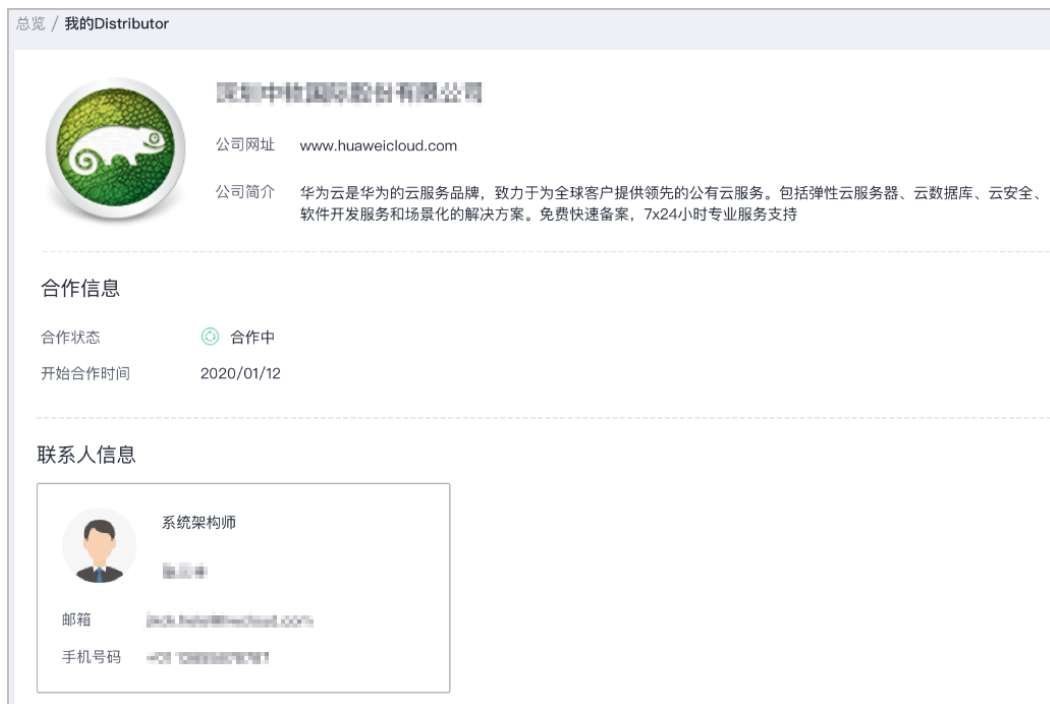 总览 / 我的Distributor
公司网址 www.huaweicloud.com
公司简介 华为云是华为的云服务品牌，致力于为全球客户提供领先的公有云服务。包括弹性云服务器、云数据库、云安全、
软件开发服务和场景化的解决方案。免费快速备案，7x24小时专业服务支持
合作信息
合作状态 合作中
开始合作时间 2020/01/12
联系人信息
系统架构师
邮箱
手机号码